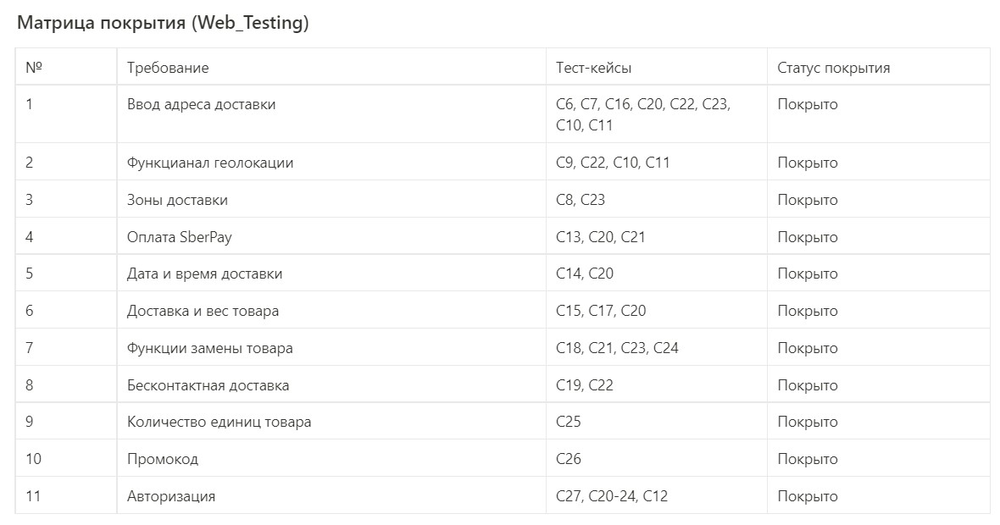 Матрица покрытия (Web_Testing)
№ Требование Тест-кейсы Статус покрытия
1 Ввод адреса доставки C6, C7, C16, C20, C22, C23, Покрыто
C10, C11
2 Функцианал геолокации C9, C22, C10, C11 Покрыто
3 Зоны доставки C8, C23 Покрыто
4 Оплата SberPay C13, C20, C21 Покрыто
5 Дата и время доставки C14, C20 Покрыто
6 Доставка и вес товара C15, C17, C20 Покрыто
7 Функции замены товара C18, C21, C23, C24 Покрыто
8 Бесконтактная доставка C19, C22 Покрыто
9 Количество единиц товара C25 Покрыто
10 Промокод C26 Покрыто
11 Авторизация C27, C20-24, C12 Покрыто